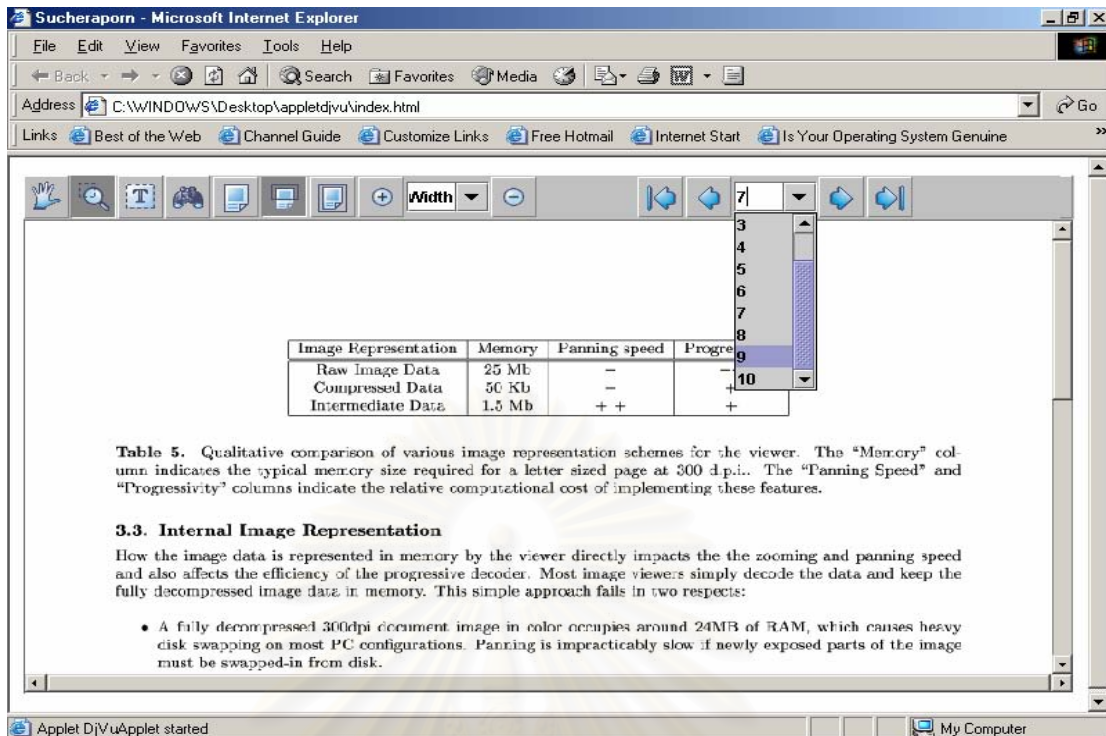 Sucheraporn - Microsoft Internet Explorer
File Edit View Favorites Tools Help
Back Search Favorites Media
Address C:\WINDOWS\Desktop\appletdjvu\index.html Go
Links Best of the Web Channel Guide Customize Links Free Hotmail Internet Start Is Your Operating System Genuine »
T Width 7
3
4
5
6
7
8
9
10
Image Representation Memory Panning speed Progre
Raw Image Data 25 Mb − −
Compressed Data 50 Kb − +
Intermediate Data 1.5 Mb + + +
Table 5. Qualitative comparison of various image representation schemes for the viewer. The “Memory” col-
umn indicates the typical memory size required for a letter sized page at 300 d.p.i.. The “Panning Speed” and
“Progressivity” columns indicate the relative computational cost of implementing these features.
3.3. Internal Image Representation
How the image data is represented in memory by the viewer directly impacts the the zooming and panning speed
and also affects the efficiency of the progressive decoder. Most image viewers simply decode the data and keep the
fully decompressed image data in memory. This simple approach fails in two respects:
• A fully decompressed 300dpi document image in color occupies around 24MB of RAM, which causes heavy
disk swapping on most PC configurations. Panning is impracticably slow if newly exposed parts of the image
must be swapped-in from disk.
Applet DjVuApplet started My Computer